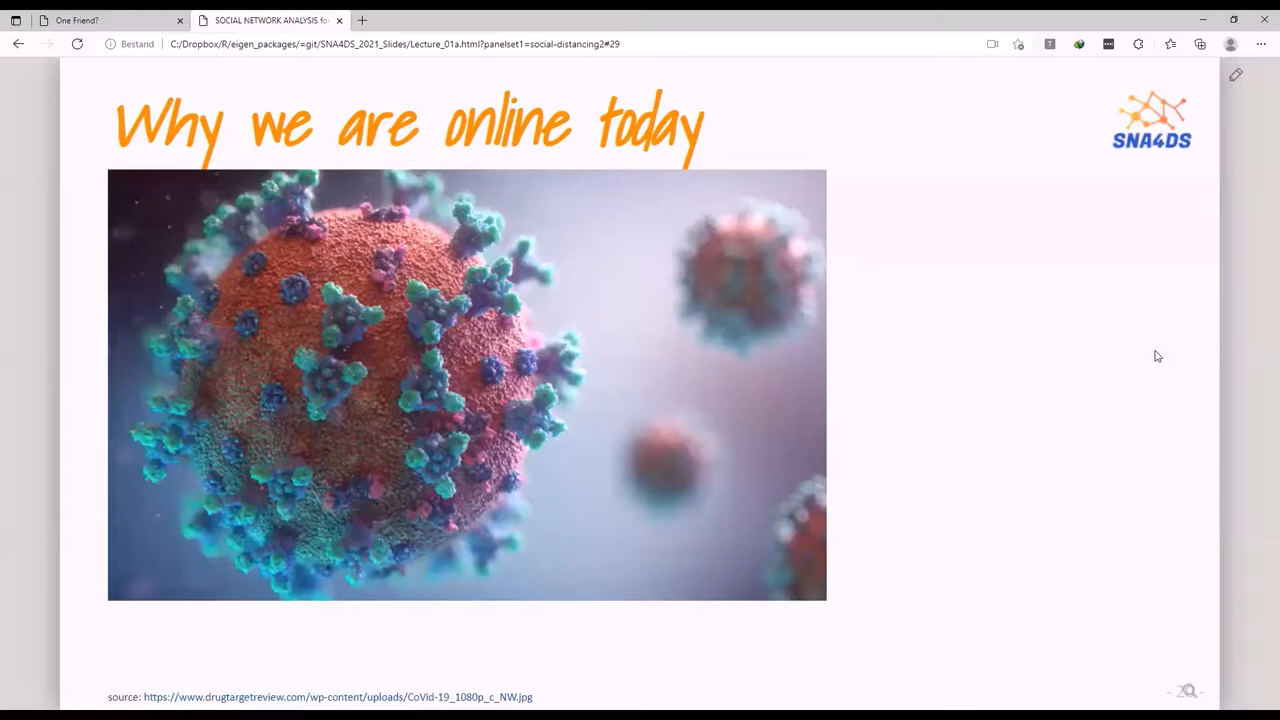 One Friend?
SOCIAL NETWORK ANALYSIS for
Bestand
C:/Dropbox/R/eigen_packages/=git/SNA4DS_2021_Slides/Lecture_01a.html?panelset1=social-distancing2#29
Why we are online today
SNA4DS
source: https://www.drugtargetreview.com/wp-content/uploads/CoVid-19_1080p_c_NW.jpg